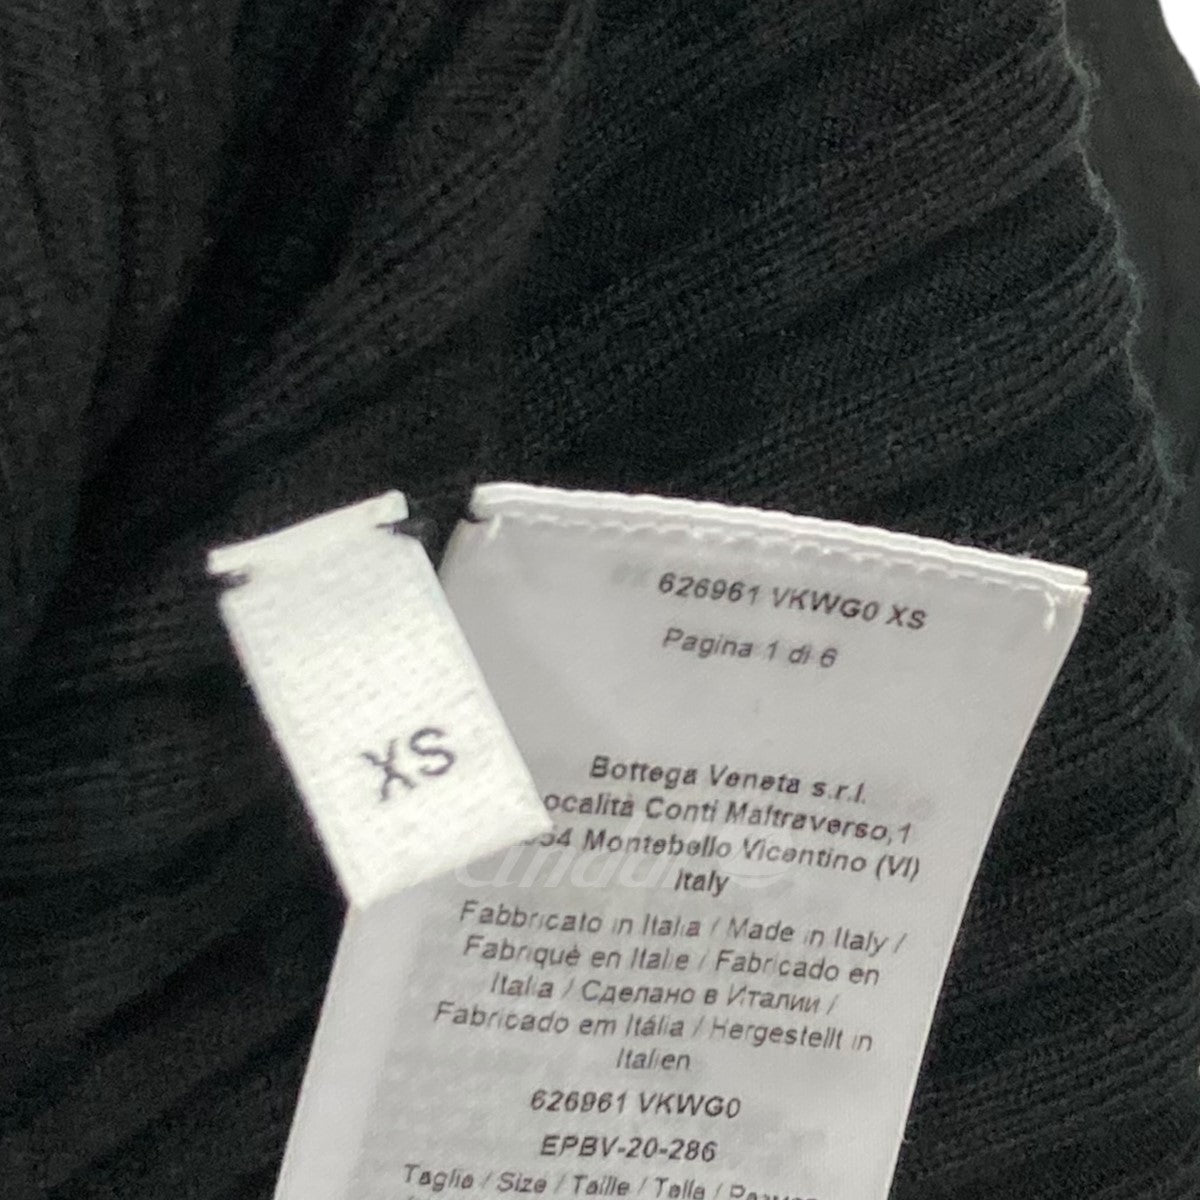 626961 VKWG0 XS
Pagina 1 di 6
XS
Bottega Veneta s.r.l.
Conti Maltraverso,1
Montebello Vicentino (VI)
Italy
Fabbricato in Italia / Made in Italy /
Fabriqué en Italie / Fabricado en
Italia / Сделано в Италии /
Fabricado em Itália / Hergestellt in
Italien
626961 VKWG0
EPBV-20-286
Taglia / Size / Taille / Talla /